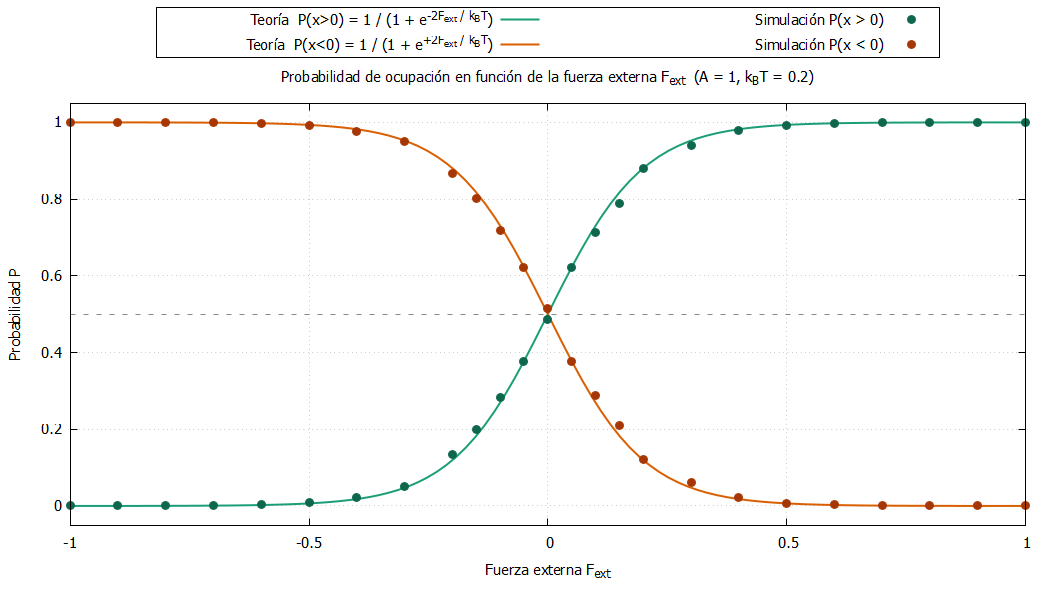 Teoría P(x>0) = 1 / (1 + e^-2F_ext / k_BT) Simulación P(x > 0)
Teoría P(x<0) = 1 / (1 + e^+2F_ext / k_BT) Simulación P(x < 0)
Probabilidad de ocupación en función de la fuerza externa F_ext (A = 1, k_BT = 0.2)
1
0.8
0.6
0.4
0.2
0
Probabilidad P
-1 -0.5 0 0.5 1
Fuerza externa F_ext